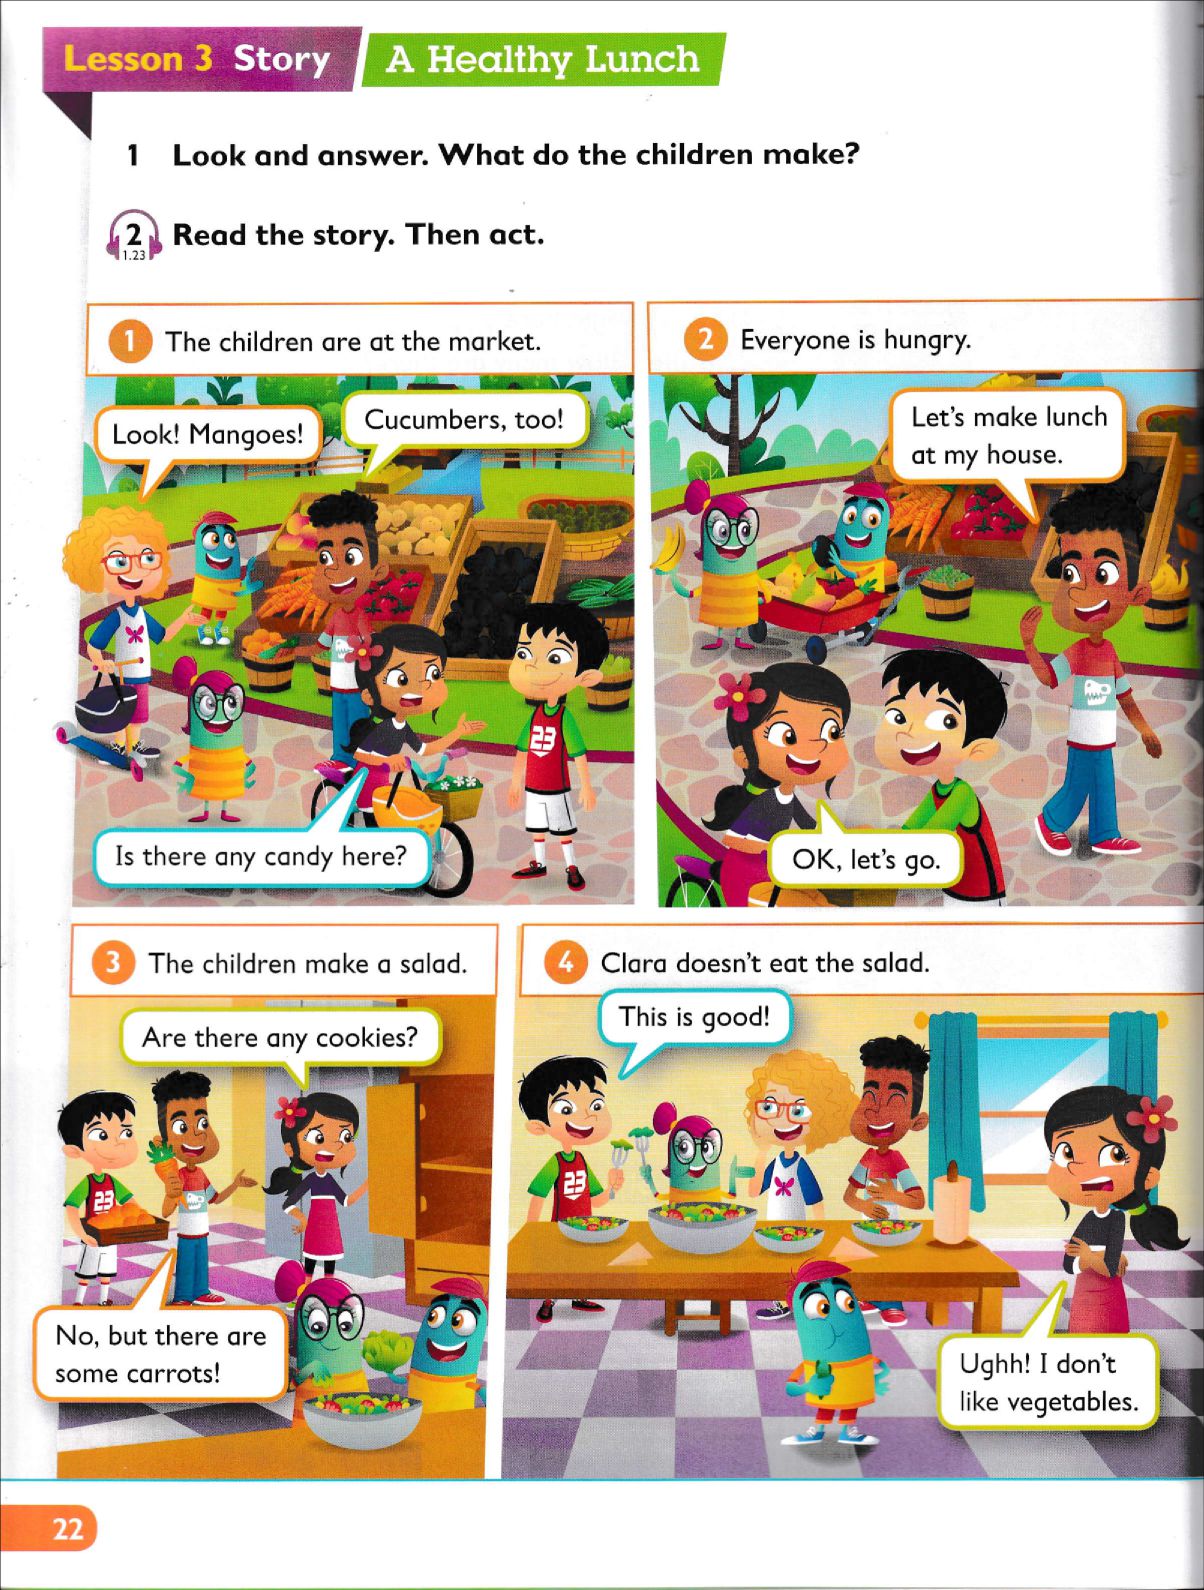 Lesson 3 Story
A Healthy Lunch
1 Look and answer. What do the children make?
2 Read the story. Then act.
1.23
1 The children are at the market.
Look! Mangoes!
Cucumbers, too!
23
Is there any candy here?
2 Everyone is hungry.
Let's make lunch
at my house.
OK, let's go.
3 The children make a salad.
Are there any cookies?
23
No, but there are
some carrots!
4 Clara doesn't eat the salad.
This is good!
23
Ughh! I don't
like vegetables.
22